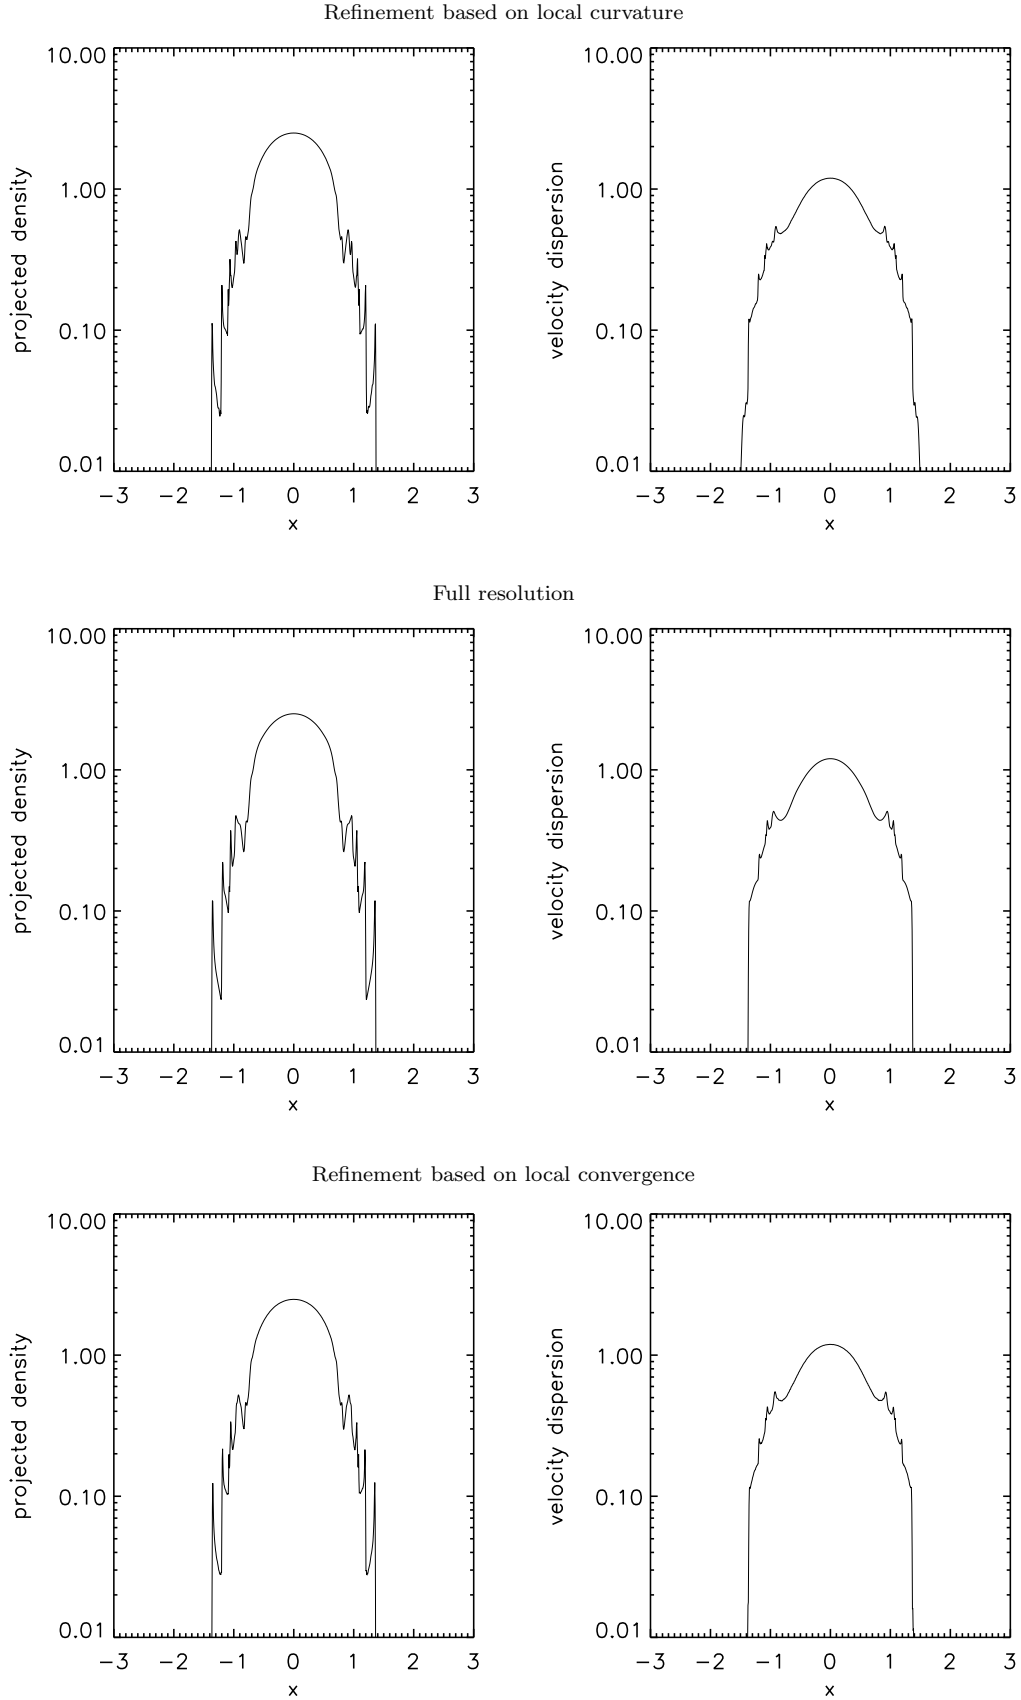 Refinement based on local curvature
10.00
1.00
0.10
0.01
projected density
−3 −2 −1 0 1 2 3
x
10.00
1.00
0.10
0.01
velocity dispersion
−3 −2 −1 0 1 2 3
x
Full resolution
10.00
1.00
0.10
0.01
projected density
−3 −2 −1 0 1 2 3
x
10.00
1.00
0.10
0.01
velocity dispersion
−3 −2 −1 0 1 2 3
x
Refinement based on local convergence
10.00
1.00
0.10
0.01
projected density
−3 −2 −1 0 1 2 3
x
10.00
1.00
0.10
0.01
velocity dispersion
−3 −2 −1 0 1 2 3
x